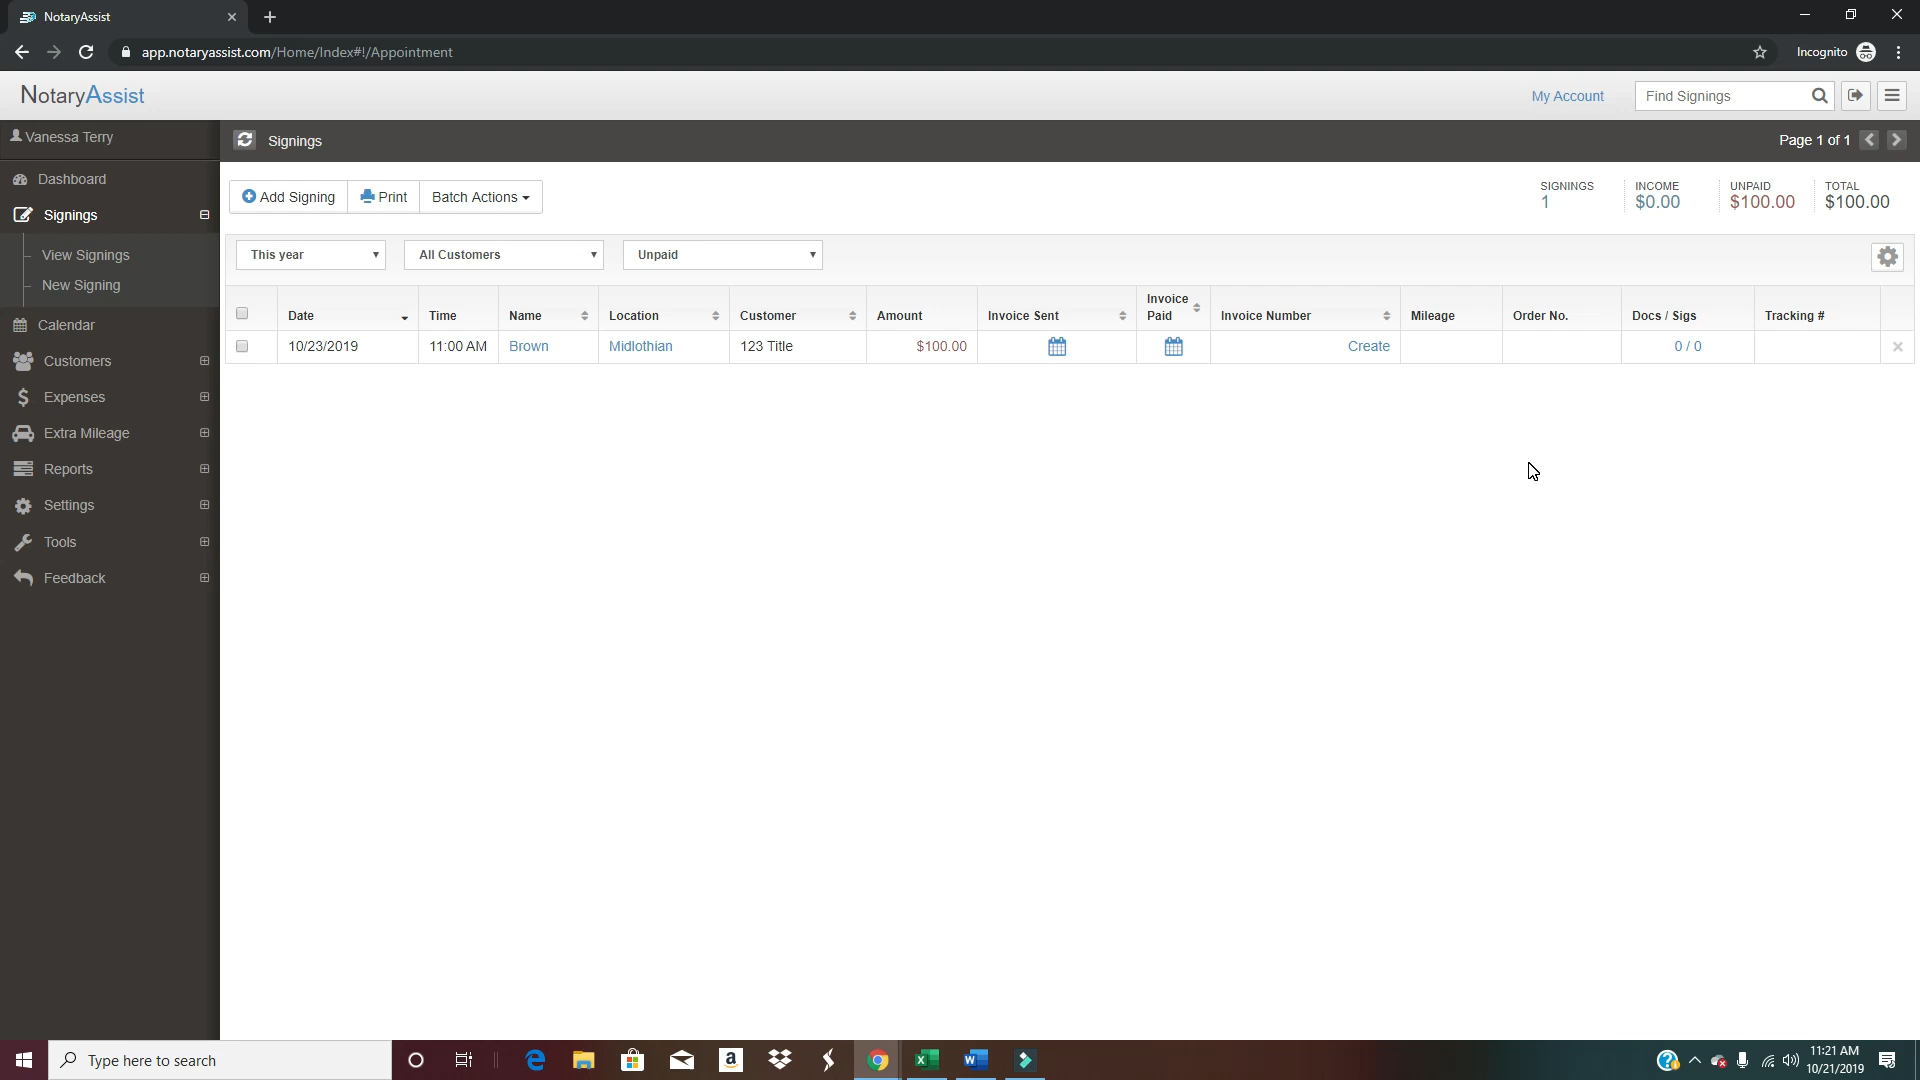 NotaryAssist
app.notaryassist.com/Home/Index#!/Appointment
Incognito
NotaryAssist
My Account
Find Signings
Vanessa Terry
Signings
Page 1 of 1
Dashboard
Signings
View Signings
New Signing
Calendar
Customers
Expenses
Extra Mileage
Reports
Settings
Tools
Feedback
Add Signing
Print
Batch Actions
SIGNINGS INCOME UNPAID TOTAL
1 $0.00 $100.00 $100.00
This year All Customers Unpaid
Date Time Name Location Customer Amount Invoice Sent Invoice Paid Invoice Number Mileage Order No. Docs / Sigs Tracking #
10/23/2019 11:00 AM Brown Midlothian 123 Title $100.00 Create 0 / 0
Type here to search
11:21 AM
10/21/2019